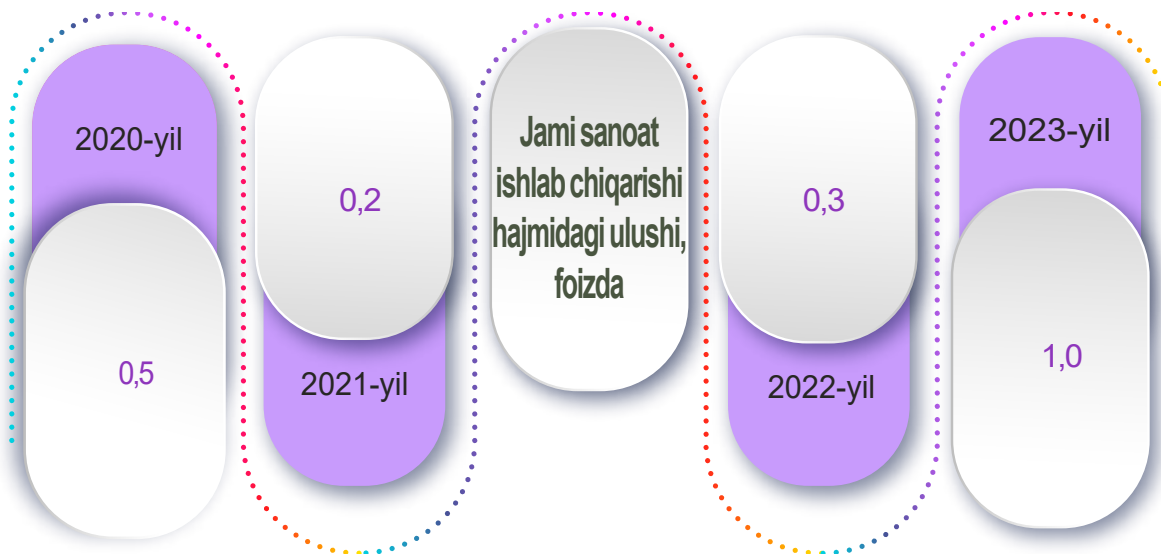 2020-yil
0,5
0,2
2021-yil
Jami sanoat
ishlab chiqarishi
hajmidagi ulushi,
foizda
0,3
2022-yil
2023-yil
1,0